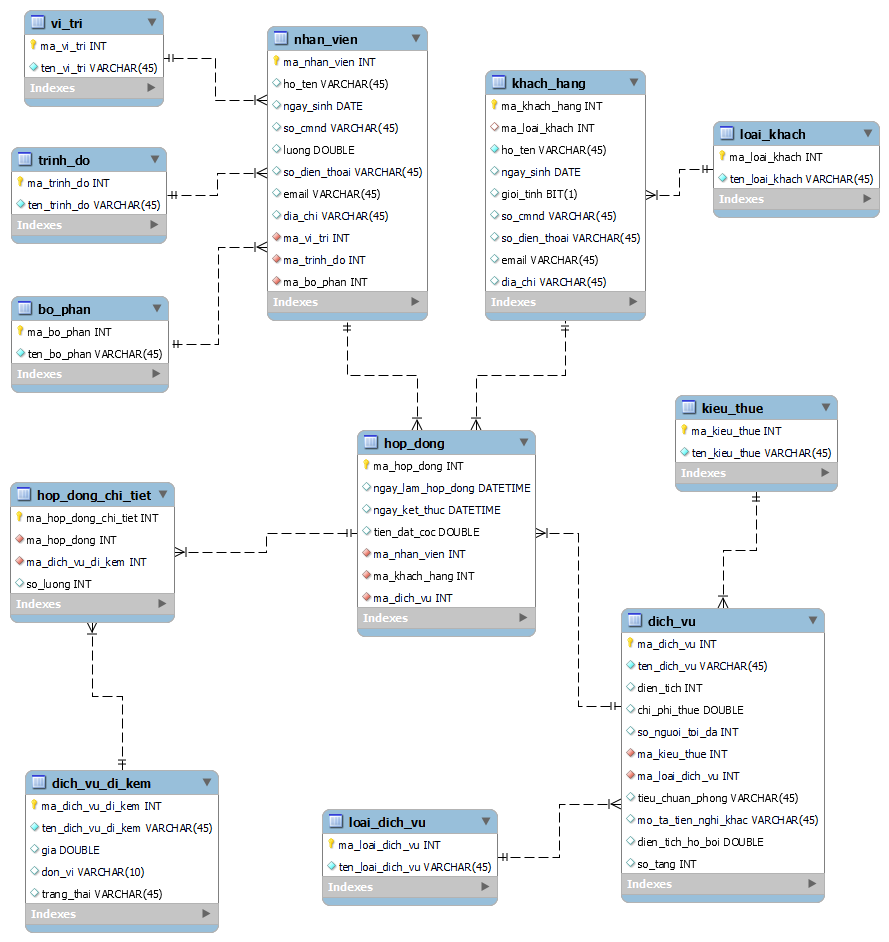 vi_tri
ma_vi_tri INT
ten_vi_tri VARCHAR(45)
Indexes
trinh_do
ma_trinh_do INT
ten_trinh_do VARCHAR(45)
Indexes
bo_phan
ma_bo_phan INT
ten_bo_phan VARCHAR(45)
Indexes
nhan_vien
ma_nhan_vien INT
ho_ten VARCHAR(45)
ngay_sinh DATE
so_cmnd VARCHAR(45)
luong DOUBLE
so_dien_thoai VARCHAR(45)
email VARCHAR(45)
dia_chi VARCHAR(45)
ma_vi_tri INT
ma_trinh_do INT
ma_bo_phan INT
Indexes
khach_hang
ma_khach_hang INT
ma_loai_khach INT
ho_ten VARCHAR(45)
ngay_sinh DATE
gioi_tinh BIT(1)
so_cmnd VARCHAR(45)
so_dien_thoai VARCHAR(45)
email VARCHAR(45)
dia_chi VARCHAR(45)
Indexes
loai_khach
ma_loai_khach INT
ten_loai_khach VARCHAR(45)
Indexes
hop_dong
ma_hop_dong INT
ngay_lam_hop_dong DATETIME
ngay_ket_thuc DATETIME
tien_dat_coc DOUBLE
ma_nhan_vien INT
ma_khach_hang INT
ma_dich_vu INT
Indexes
kieu_thue
ma_kieu_thue INT
ten_kieu_thue VARCHAR(45)
Indexes
hop_dong_chi_tiet
ma_hop_dong_chi_tiet INT
ma_hop_dong INT
ma_dich_vu_di_kem INT
so_luong INT
Indexes
dich_vu
ma_dich_vu INT
ten_dich_vu VARCHAR(45)
dien_tich INT
chi_phi_thue DOUBLE
so_nguoi_toi_da INT
ma_kieu_thue INT
ma_loai_dich_vu INT
tieu_chuan_phong VARCHAR(45)
mo_ta_tien_nghi_khac VARCHAR(45)
dien_tich_ho_boi DOUBLE
so_tang INT
Indexes
dich_vu_di_kem
ma_dich_vu_di_kem INT
ten_dich_vu_di_kem VARCHAR(45)
gia DOUBLE
don_vi VARCHAR(10)
trang_thai VARCHAR(45)
Indexes
loai_dich_vu
ma_loai_dich_vu INT
ten_loai_dich_vu VARCHAR(45)
Indexes